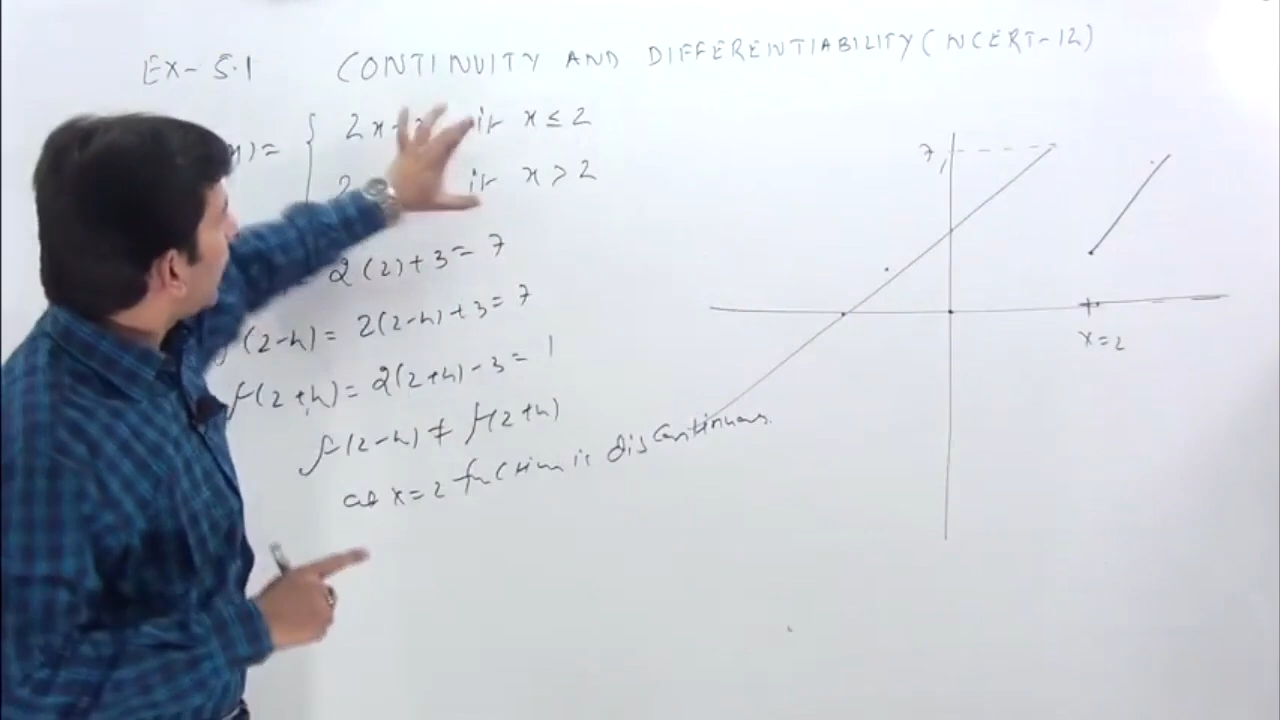 EX-5.1 CONTINUITY AND DIFFERENTIABILITY (NCERT-12)
) = { 2x if x ≤ 2
2 if x > 2
2(2)+3 = 7
(2-h) = 2(2-h)+3 = 7
f(2+h) = 2(2+h)-3 = 1
f(2-h) ≠ f(2+h)
at x=2 function is discontinuous.
7
x=2